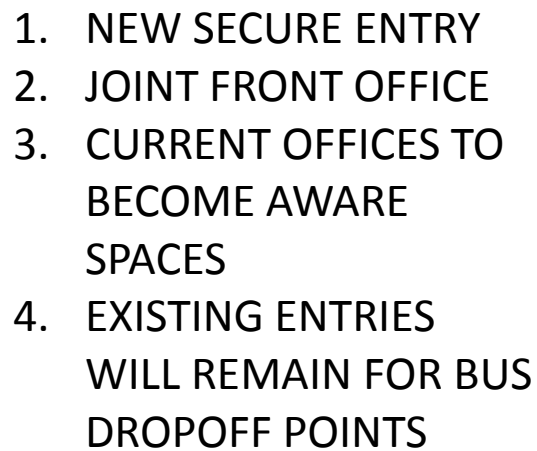 1. NEW SECURE ENTRY
2. JOINT FRONT OFFICE
3. CURRENT OFFICES TO
BECOME AWARE
SPACES
4. EXISTING ENTRIES
WILL REMAIN FOR BUS
DROPOFF POINTS